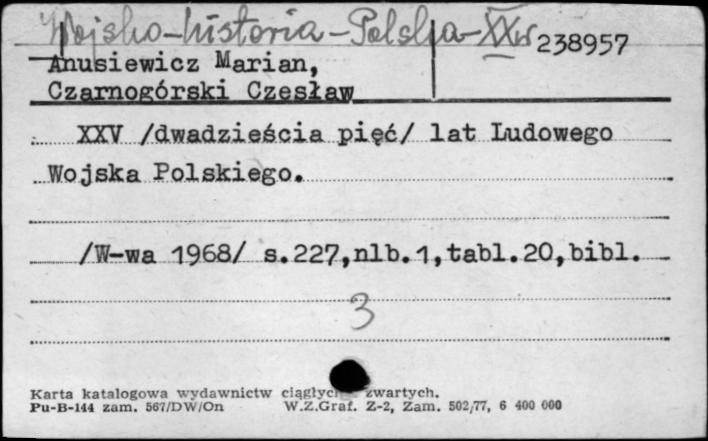 Wojsko-historia-Polska-XXw 238957
Anusiewicz Marian,
Czarnogórski Czesław
XXV /dwadzieścia pięć/ lat Ludowego
Wojska Polskiego.
/W-wa 1968/ s.227,nlb.1,tabl.20,bibl.
3
Karta katalogowa wydawnictw ciągłych zwartych.
Pu-B-144 zam. 567/DW/On W.Z.Graf. Z-2, Zam. 502/77, 6 400 000